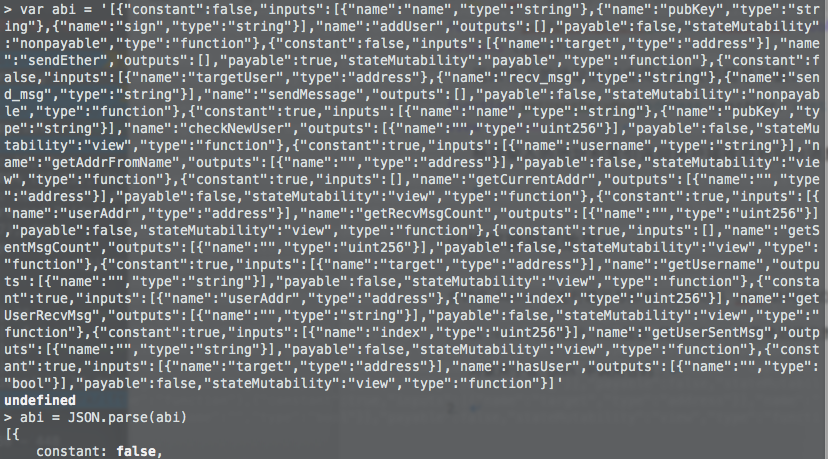 > var abi = '[{"constant":false,"inputs":[{"name":"name","type":"string"},{"name":"pubKey","type":"str
ing"},{"name":"sign","type":"string"}],"name":"addUser","outputs":[],"payable":false,"stateMutability"
:"nonpayable","type":"function"},{"constant":false,"inputs":[{"name":"target","type":"address"}],"name
":"sendEther","outputs":[],"payable":true,"stateMutability":"payable","type":"function"},{"constant":f
alse,"inputs":[{"name":"targetUser","type":"address"},{"name":"recv_msg","type":"string"},{"name":"sen
d_msg","type":"string"}],"name":"sendMessage","outputs":[],"payable":false,"stateMutability":"nonpayab
le","type":"function"},{"constant":true,"inputs":[{"name":"name","type":"string"},{"name":"pubKey","ty
pe":"string"}],"name":"checkNewUser","outputs":[{"name":"","type":"uint256"}],"payable":false,"stateMu
tability":"view","type":"function"},{"constant":true,"inputs":[{"name":"username","type":"string"}],"n
ame":"getAddrFromName","outputs":[{"name":"","type":"address"}],"payable":false,"stateMutability":"vie
w","type":"function"},{"constant":true,"inputs":[],"name":"getCurrentAddr","outputs":[{"name":"","type
":"address"}],"payable":false,"stateMutability":"view","type":"function"},{"constant":true,"inputs":[{
"name":"userAddr","type":"address"}],"name":"getRecvMsgCount","outputs":[{"name":"","type":"uint256"}]
,"payable":false,"stateMutability":"view","type":"function"},{"constant":true,"inputs":[],"name":"getS
entMsgCount","outputs":[{"name":"","type":"uint256"}],"payable":false,"stateMutability":"view","type":
"function"},{"constant":true,"inputs":[{"name":"target","type":"address"}],"name":"getUsername","outpu
ts":[{"name":"","type":"string"}],"payable":false,"stateMutability":"view","type":"function"},{"consta
nt":true,"inputs":[{"name":"userAddr","type":"address"},{"name":"index","type":"uint256"}],"name":"get
UserRecvMsg","outputs":[{"name":"","type":"string"}],"payable":false,"stateMutability":"view","type":"
function"},{"constant":true,"inputs":[{"name":"index","type":"uint256"}],"name":"getUserSentMsg","outp
uts":[{"name":"","type":"string"}],"payable":false,"stateMutability":"view","type":"function"},{"const
ant":true,"inputs":[{"name":"target","type":"address"}],"name":"hasUser","outputs":[{"name":"","type":
"bool"}],"payable":false,"stateMutability":"view","type":"function"}]'
undefined
> abi = JSON.parse(abi)
[{
constant: false,